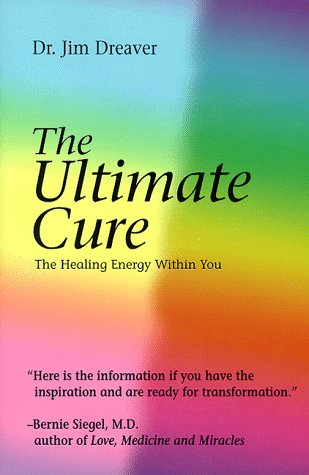 Dr. Jim Dreaver
The
Ultimate
Cure
The Healing Energy Within You
“Here is the information if you have the
inspiration and are ready for transformation.”
–Bernie Siegel, M.D.
author of Love, Medicine and Miracles